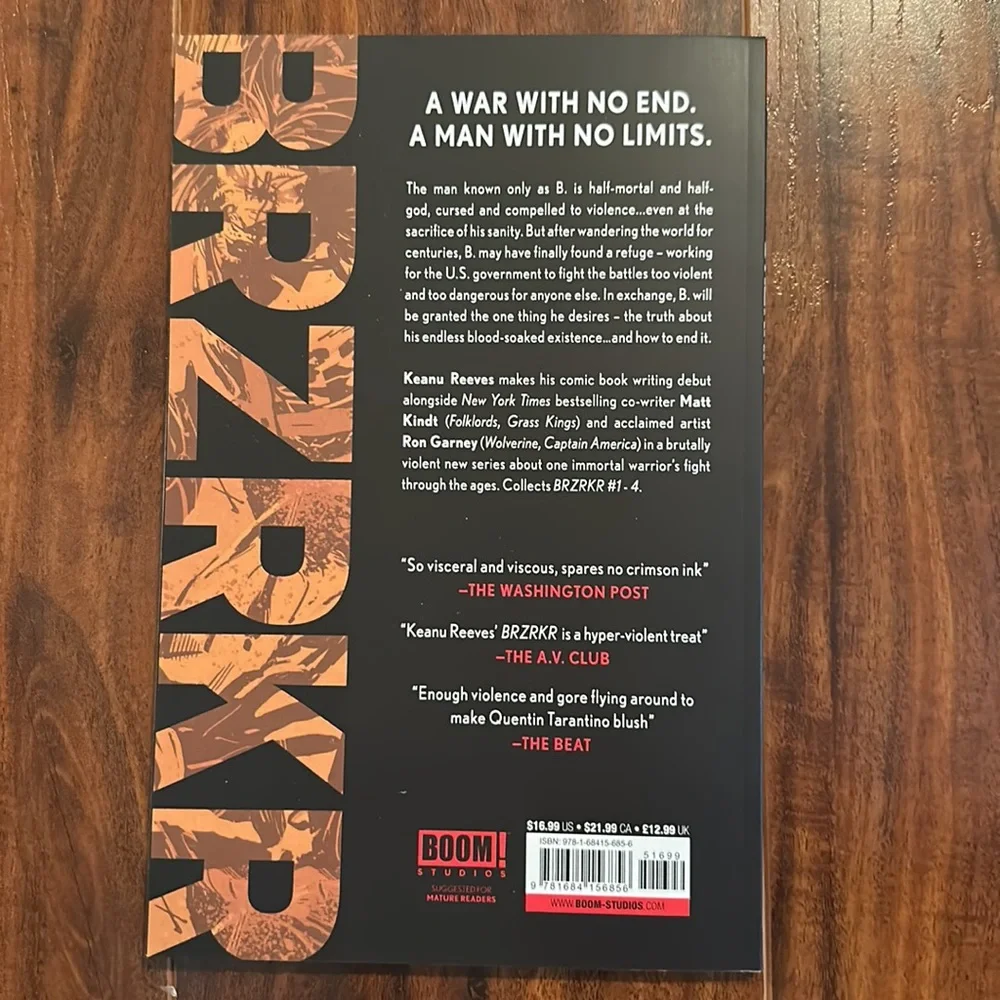 BRZRKR
A WAR WITH NO END.
A MAN WITH NO LIMITS.
The man known only as B. is half-mortal and half-
god, cursed and compelled to violence...even at the
sacrifice of his sanity. But after wandering the world for
centuries, B. may have finally found a refuge – working
for the U.S. government to fight the battles too violent
and too dangerous for anyone else. In exchange, B. will
be granted the one thing he desires – the truth about
his endless blood-soaked existence...and how to end it.
Keanu Reeves makes his comic book writing debut
alongside New York Times bestselling co-writer Matt
Kindt (Folklords, Grass Kings) and acclaimed artist
Ron Garney (Wolverine, Captain America) in a brutally
violent new series about one immortal warrior's fight
through the ages. Collects BRZRKR #1 - 4.
“So visceral and viscous, spares no crimson ink”
—THE WASHINGTON POST
“Keanu Reeves' BRZRKR is a hyper-violent treat”
—THE A.V. CLUB
“Enough violence and gore flying around to
make Quentin Tarantino blush”
—THE BEAT
BOOM!
STUDIOS
SUGGESTED FOR
MATURE READERS
$16.99 US • $21.99 CA • £12.99 UK
ISBN: 978-1-68415-685-6
51699
9 781684 156856
WWW.BOOM-STUDIOS.COM